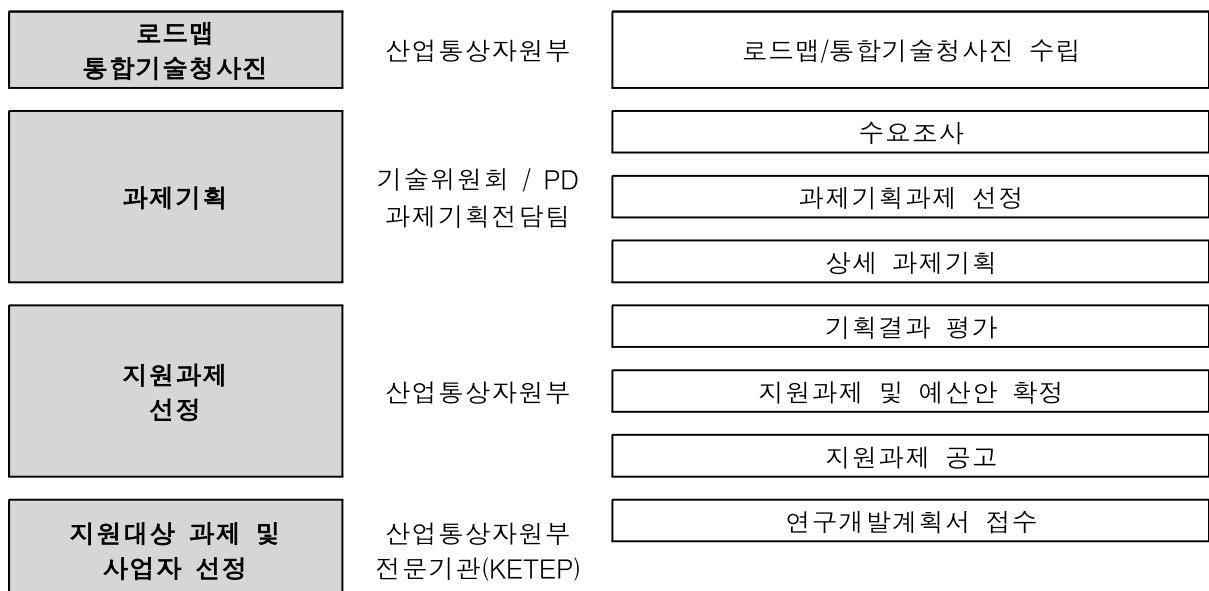 로드맵
통합기술청사진
산업통상자원부
로드맵/통합기술청사진 수립
과제기획
기술위원회 / PD
과제기획전담팀
수요조사
과제기획과제 선정
상세 과제기획
지원과제
선정
산업통상자원부
기획결과 평가
지원과제 및 예산안 확정
지원과제 공고
지원대상 과제 및
사업자 선정
산업통상자원부
전문기관(KETEP)
연구개발계획서 접수